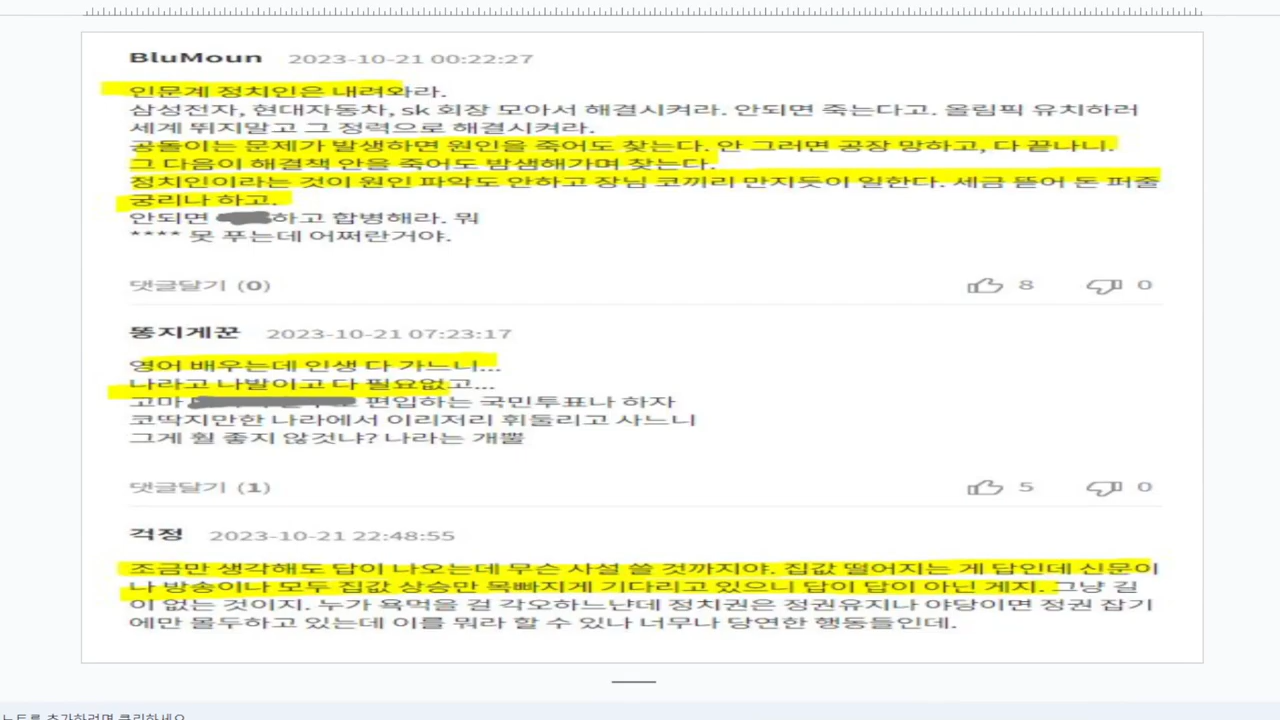 BluMoun 2023-10-21 00:22:27
인문계 정치인은 내려와라.
삼성전자, 현대자동차, sk 회장 모아서 해결시켜라. 안되면 죽는다고. 올림픽 유치하러
세계 뛰지말고 그 정력으로 해결시켜라.
공돌이는 문제가 발생하면 원인을 죽어도 찾는다. 안 그러면 공장 망하고, 다 끝나니.
그 다음이 해결책 안을 죽어도 밤샘해가며 찾는다.
정치인이라는 것이 원인 파악도 안하고 장님 코끼리 만지듯이 일한다. 세금 뜯어 돈 퍼줄
궁리나 하고.
안되면 하고 합병해라. 뭐
**** 못 푸는데 어쩌란거야.
댓글달기 (0) 8 0
똥지게꾼 2023-10-21 07:23:17
영어 배우는데 인생 다 가느니...
나라고 나발이고 다 필요없고...
고마 편입하는 국민투표나 하자
코딱지만한 나라에서 이리저리 휘둘리고 사느니
그게 훨 좋지 않것냐? 나라는 개뿔
댓글달기 (1) 5 0
걱정 2023-10-21 22:48:55
조금만 생각해도 답이 나오는데 무슨 사설 쓸 것까지야. 집값 떨어지는 게 답인데 신문이
나 방송이나 모두 집값 상승만 목빠지게 기다리고 있으니 답이 답이 아닌 게지. 그냥 길
이 없는 것이지. 누가 욕먹을 걸 각오하느냔데 정치권은 정권유지나 야당이면 정권 잡기
에만 몰두하고 있는데 이를 뭐라 할 수 있나 너무나 당연한 행동들인데.
노트를 추가하려면 클릭하세요